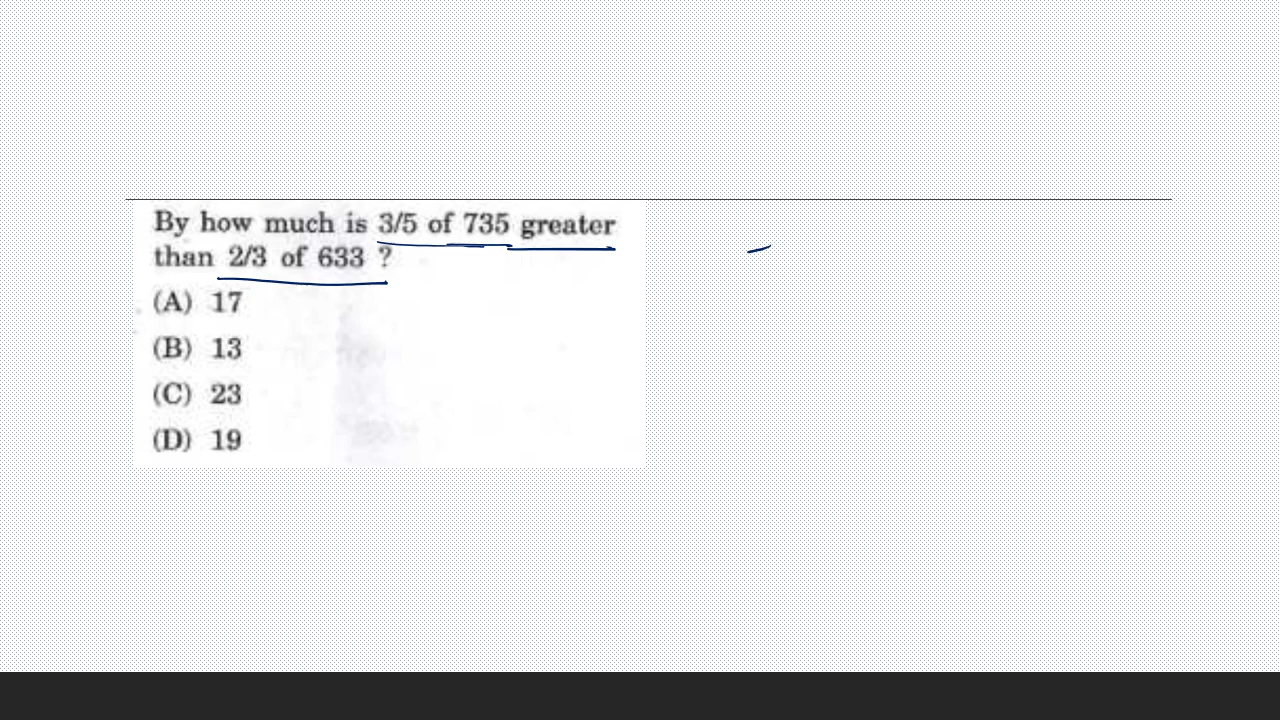 By how much is 3/5 of 735 greater
than 2/3 of 633 ?
(A) 17
(B) 13
(C) 23
(D) 19